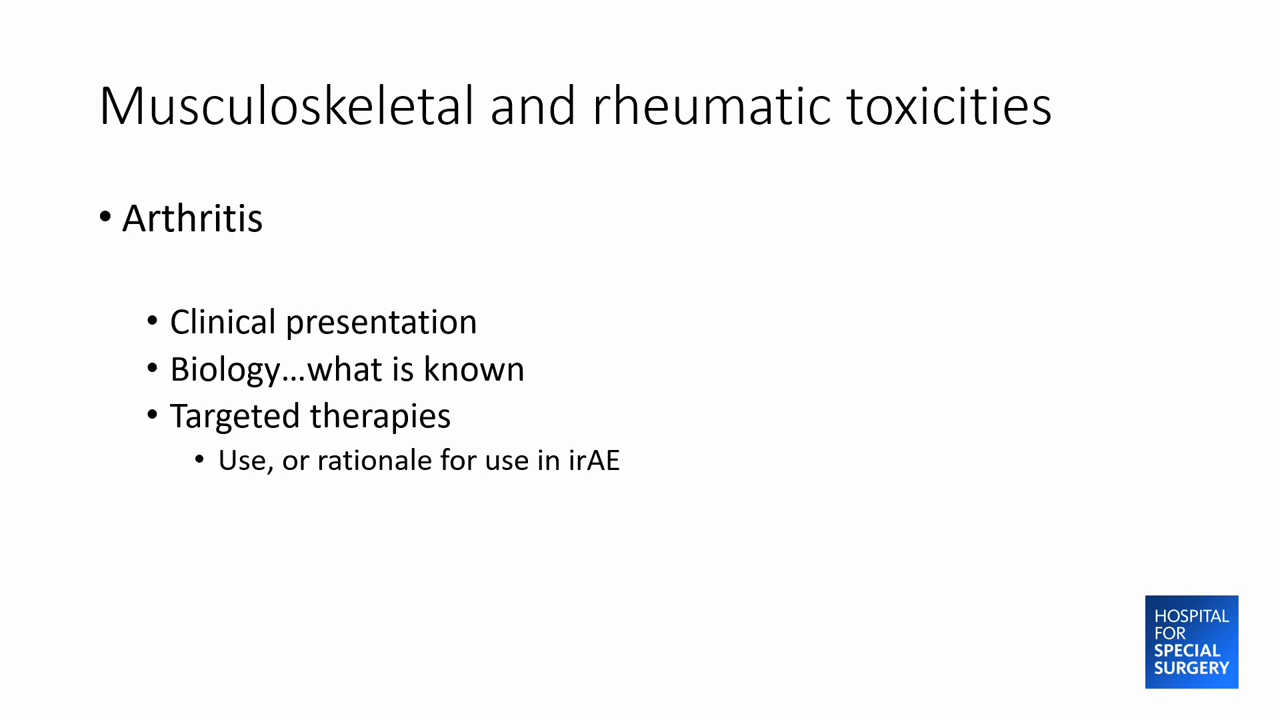 Musculoskeletal and rheumatic toxicities
• Arthritis
• Clinical presentation
• Biology...what is known
• Targeted therapies
• Use, or rationale for use in irAE
HOSPITAL
FOR
SPECIAL
SURGERY